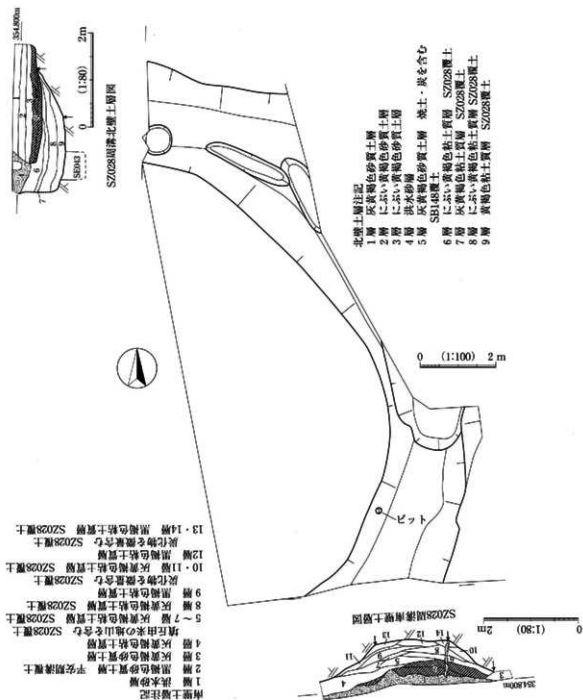 354.800m
SE043
0 (1:80) 2m
SZ028周溝北壁土層図
北壁土層注記
1層 灰黄褐色砂質土層
2層 にぶい黄褐色砂質土層
3層 にぶい黄褐色砂質土層
4層 洪水砂層
5層 灰黄褐色砂質土層 焼土・炭を含む
SB148覆土
6層 にぶい黄褐色粘土質層 SZ028覆土
7層 灰黄褐色粘土質層 SZ028覆土
8層 にぶい黄褐色粘土質層 SZ028覆土
9層 黄褐色粘土質層 SZ028覆土
0 (1:100) 2m
ピット
南壁土層注記
1層 洪水砂層
2層 黒褐色砂質土層 平安期覆土
3層 灰黄褐色砂質土層
4層 灰黄褐色粘土質層
墳丘由来の地山を含む SZ028覆土
5～7層 黒褐色粘土質層 SZ028覆土
8層 灰黄褐色粘土質層 SZ028覆土
9層 黒褐色粘土質層
炭化物を微量含む SZ028覆土
10・11層 灰黄褐色粘土質層 SZ028覆土
12層 黒褐色粘土質層
炭化物を微量含む SZ028覆土
13・14層 黒褐色粘土質層 SZ028覆土
SZ028周溝南壁土層図
0 (1:80) 2m
354.800m